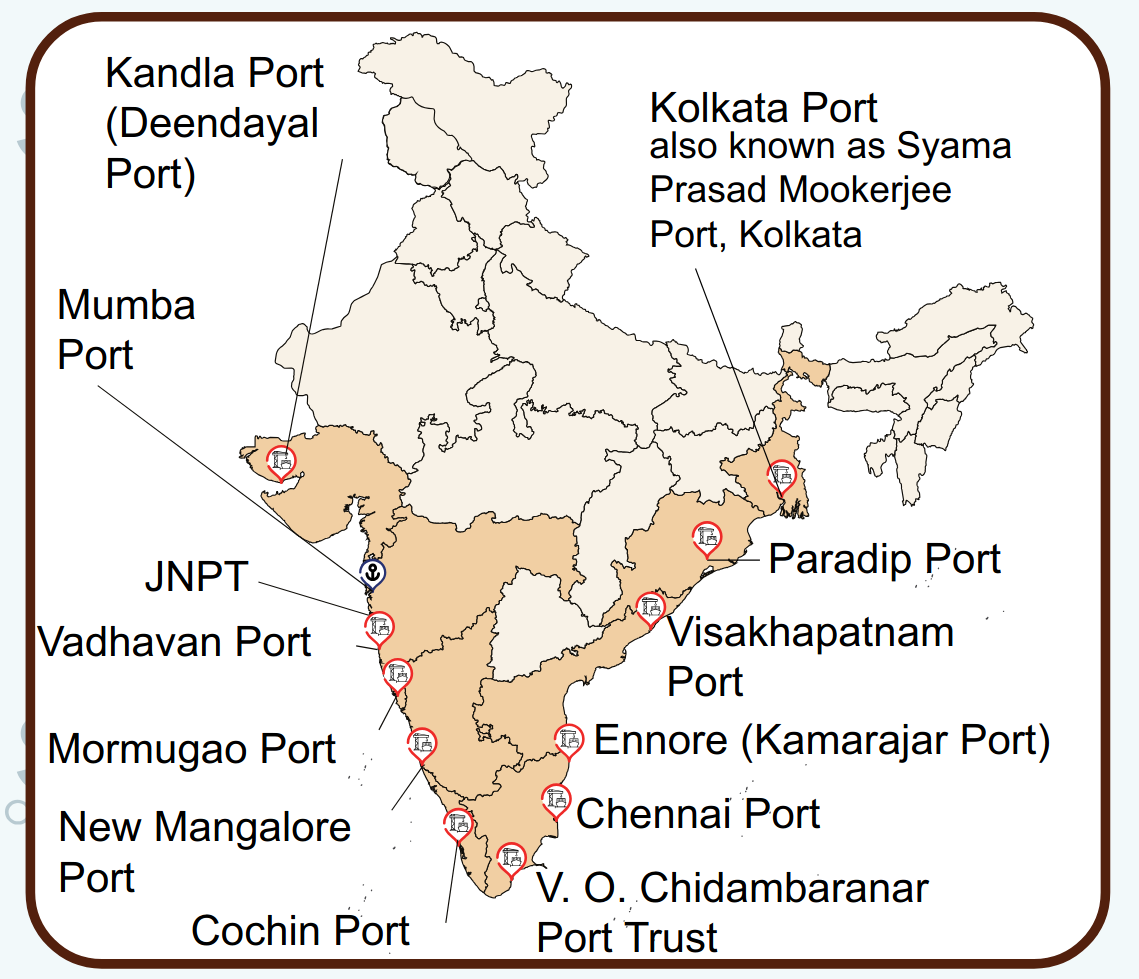 Kandla Port
(Deendayal
Port)
Kolkata Port
also known as Syama
Prasad Mookerjee
Port, Kolkata
Mumba
Port
JNPT
Paradip Port
Vadhavan Port
Visakhapatnam
Port
Mormugao Port
Ennore (Kamarajar Port)
New Mangalore
Port
Chennai Port
Cochin Port
V. O. Chidambaranar
Port Trust